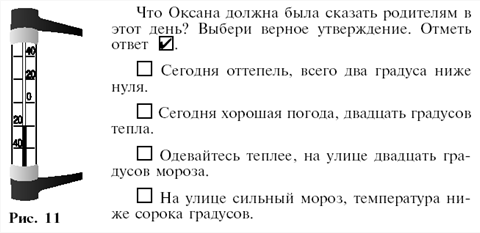 40
20
0
20
40
Рис. 11
Что Оксана должна была сказать родителям в
этот день? Выбери верное утверждение. Отметь
ответ ☑.
☐ Сегодня оттепель, всего два градуса ниже
нуля.
☐ Сегодня хорошая погода, двадцать градусов
тепла.
☐ Одевайтесь теплее, на улице двадцать гра-
дусов мороза.
☐ На улице сильный мороз, температура ни-
же сорока градусов.